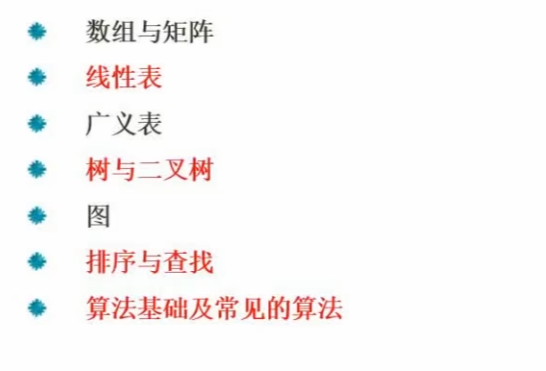 数组与矩阵
线性表
广义表
树与二叉树
图
排序与查找
算法基础及常见的算法